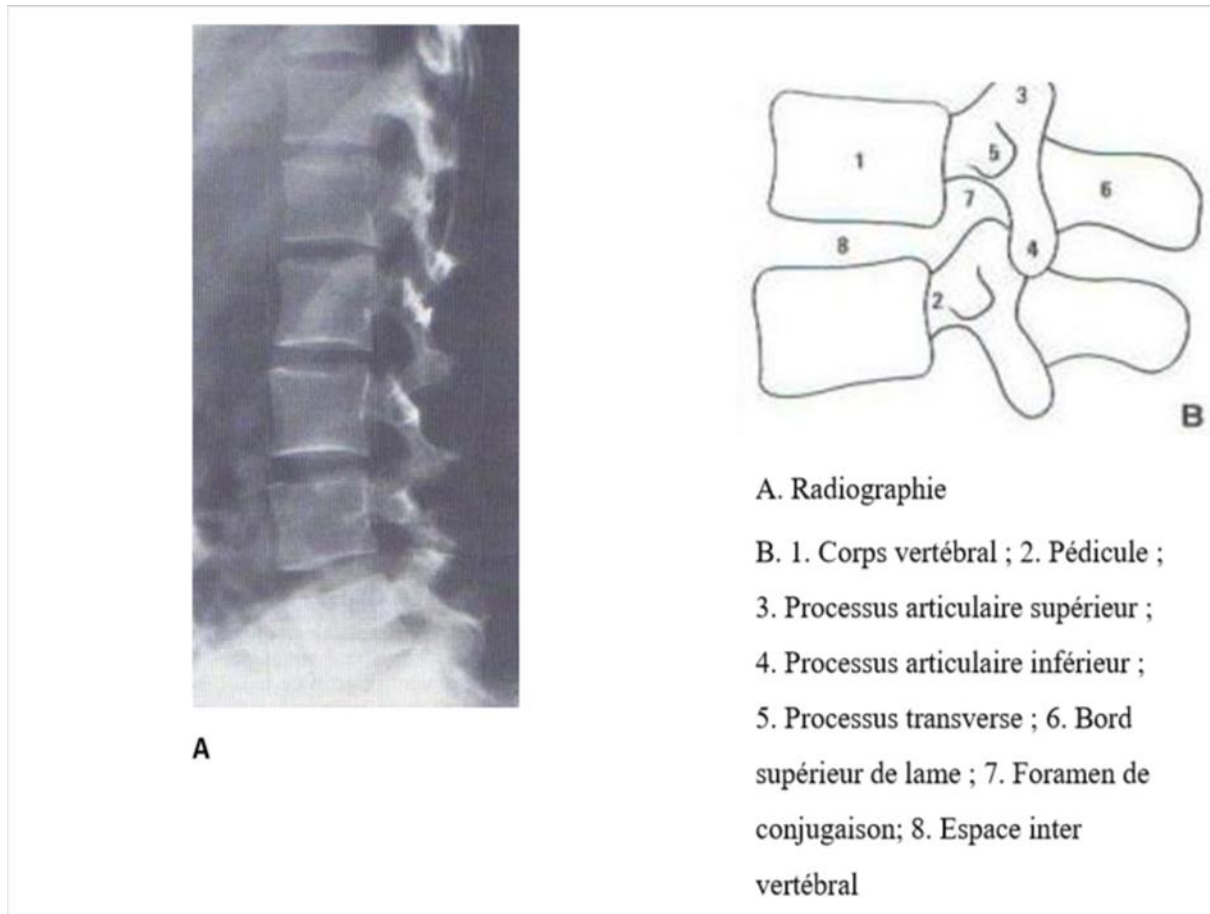 A
3
5
1
6
7
8
4
2
B
A. Radiographie
B. 1. Corps vertébral ; 2. Pédicule ;
3. Processus articulaire supérieur ;
4. Processus articulaire inférieur ;
5. Processus transverse ; 6. Bord
supérieur de lame ; 7. Foramen de
conjugaison; 8. Espace inter
vertébral